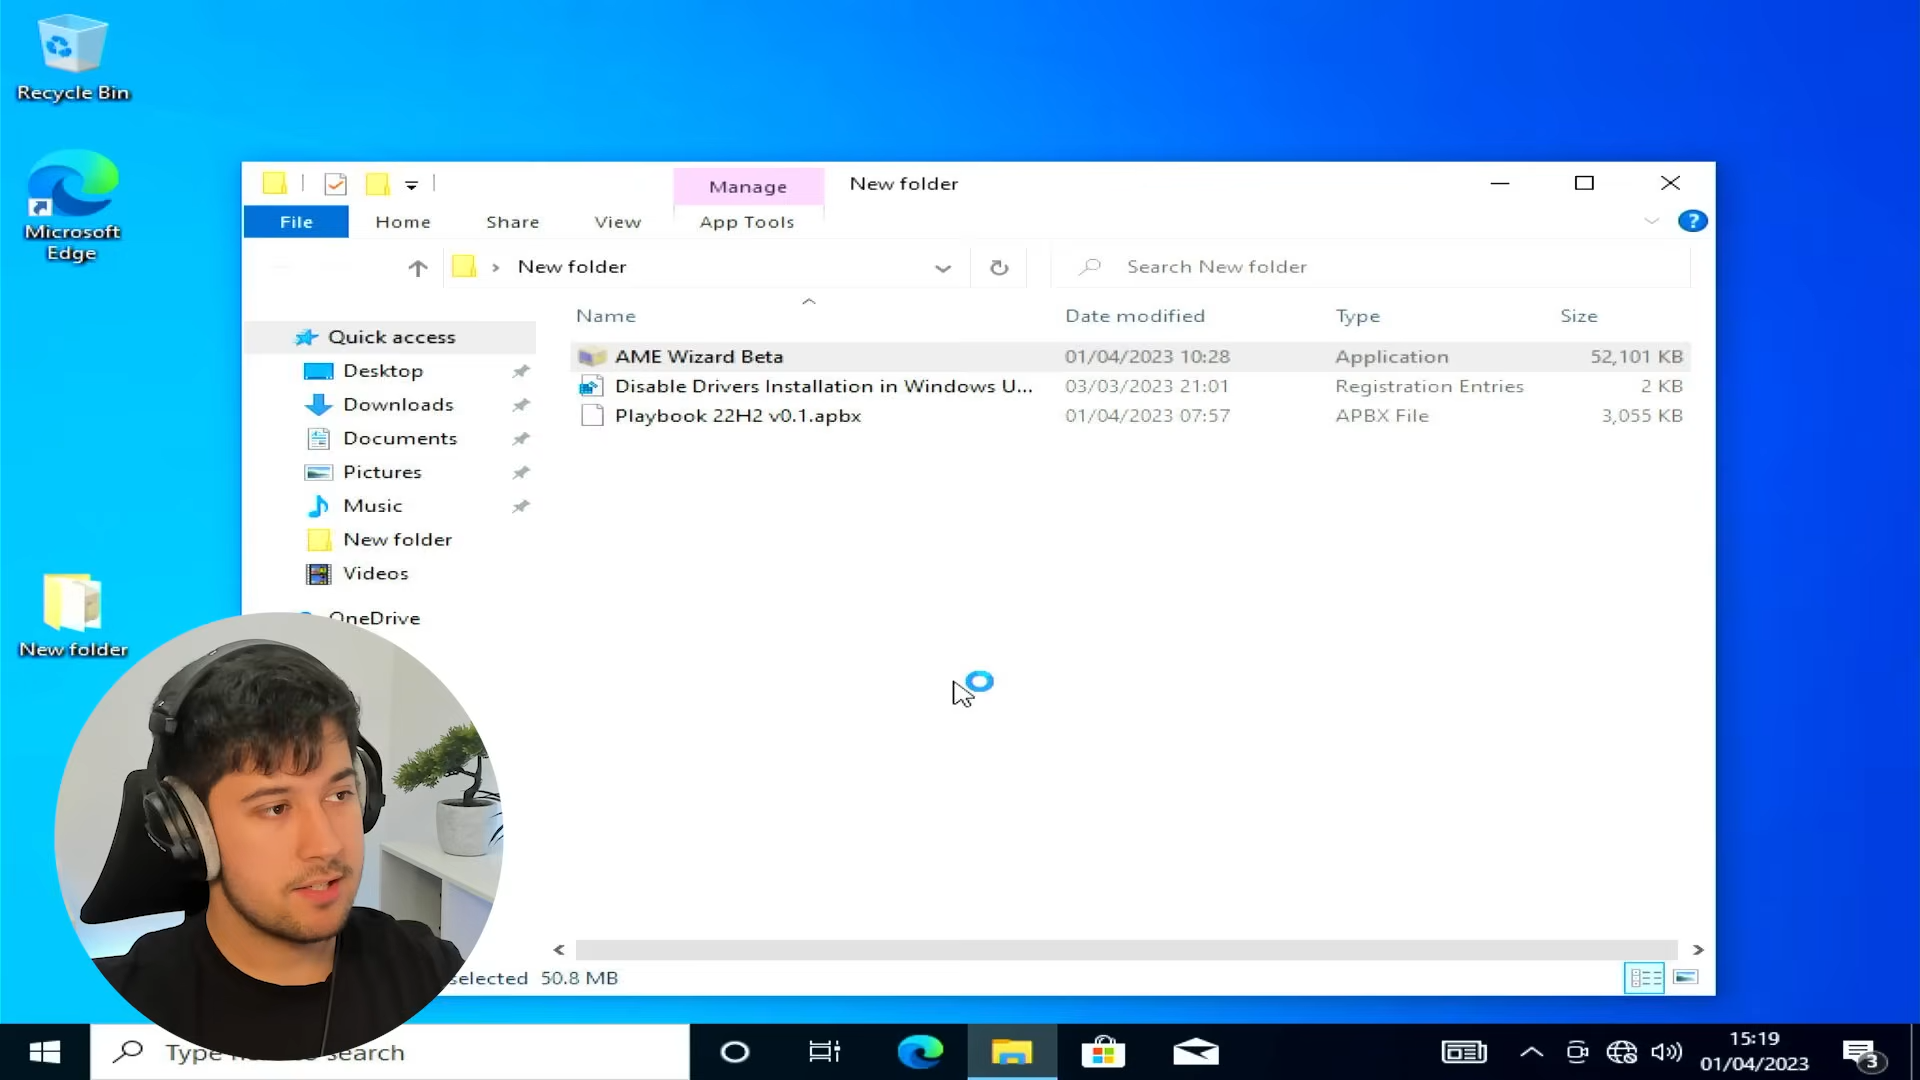 Recycle Bin
Microsoft
Edge
New folder
Manage
New folder
File
Home
Share
View
App Tools
New folder
Search New folder
Name
Date modified
Type
Size
Quick access
Desktop
Downloads
Documents
Pictures
Music
New folder
Videos
OneDrive
AME Wizard Beta
01/04/2023 10:28
Application
52,101 KB
Disable Drivers Installation in Windows U...
03/03/2023 21:01
Registration Entries
2 KB
Playbook 22H2 v0.1.apbx
01/04/2023 07:57
APBX File
3,055 KB
selected 50.8 MB
Type here to search
15:19
01/04/2023
3